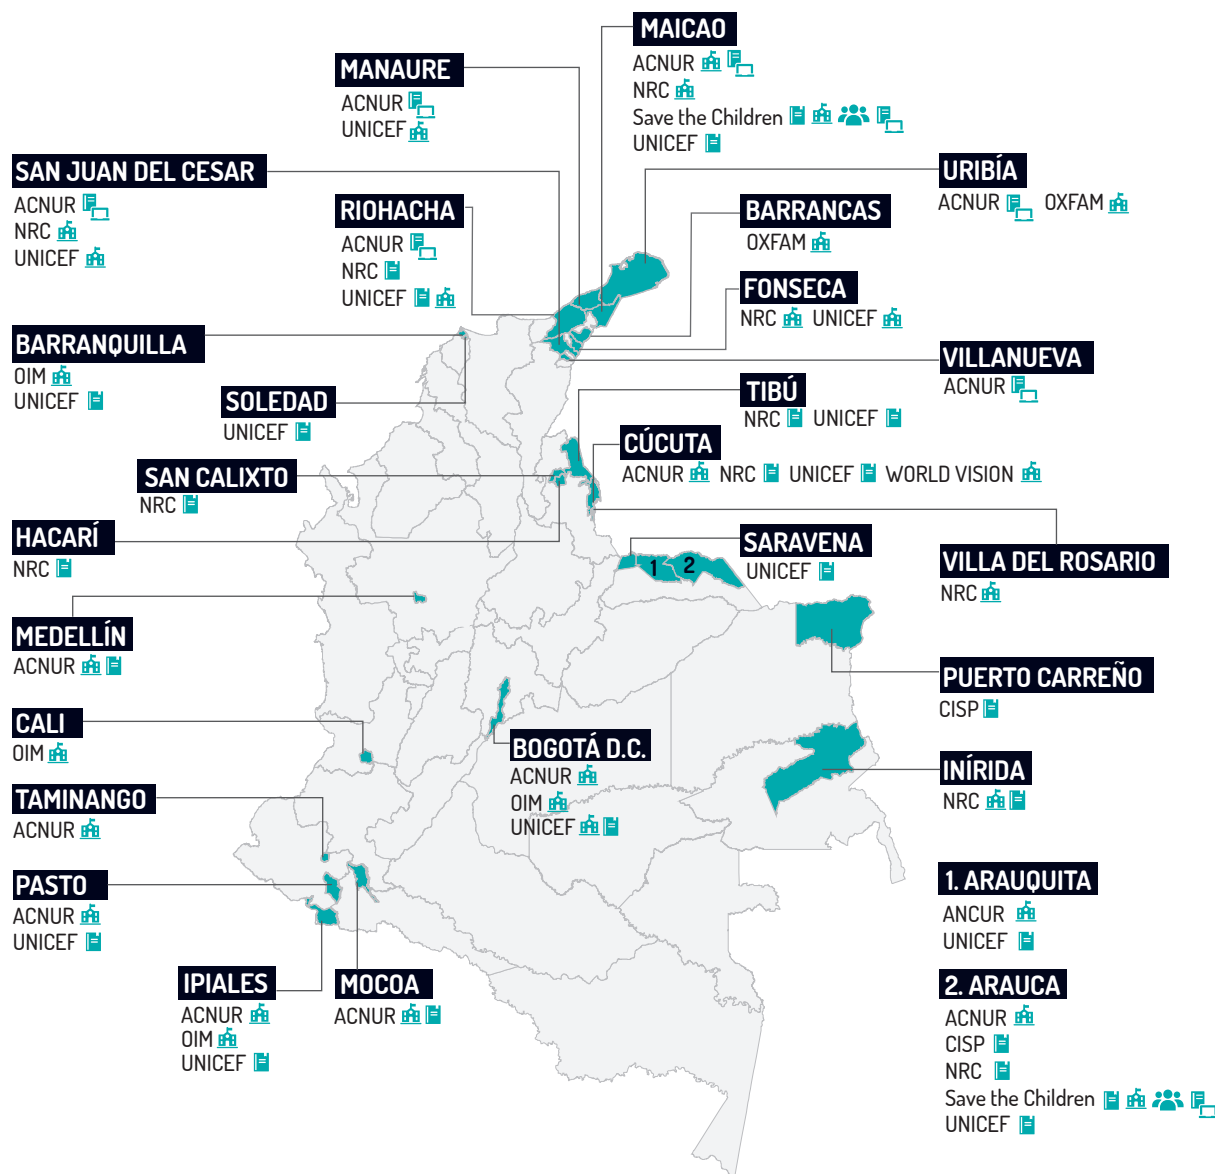 MAICAO
ACNUR
NRC
Save the Children
UNICEF
MANAURE
ACNUR
UNICEF
SAN JUAN DEL CESAR
ACNUR
NRC
UNICEF
RIOHACHA
ACNUR
NRC
UNICEF
URIBÍA
ACNUR OXFAM
BARRANCAS
OXFAM
FONSECA
NRC UNICEF
BARRANQUILLA
OIM
UNICEF
VILLANUEVA
ACNUR
SOLEDAD
UNICEF
TIBÚ
NRC UNICEF
CÚCUTA
ACNUR NRC UNICEF WORLD VISION
SAN CALIXTO
NRC
HACARÍ
NRC
SARAVENA
UNICEF
1 2
VILLA DEL ROSARIO
NRC
MEDELLÍN
ACNUR
PUERTO CARREÑO
CISP
CALI
OIM
BOGOTÁ D.C.
ACNUR
OIM
UNICEF
INÍRIDA
NRC
TAMINANGO
ACNUR
PASTO
ACNUR
UNICEF
1. ARAUQUITA
ANCUR
UNICEF
IPIALES
ACNUR
OIM
UNICEF
MOCOA
ACNUR
2. ARAUCA
ACNUR
CISP
NRC
Save the Children
UNICEF